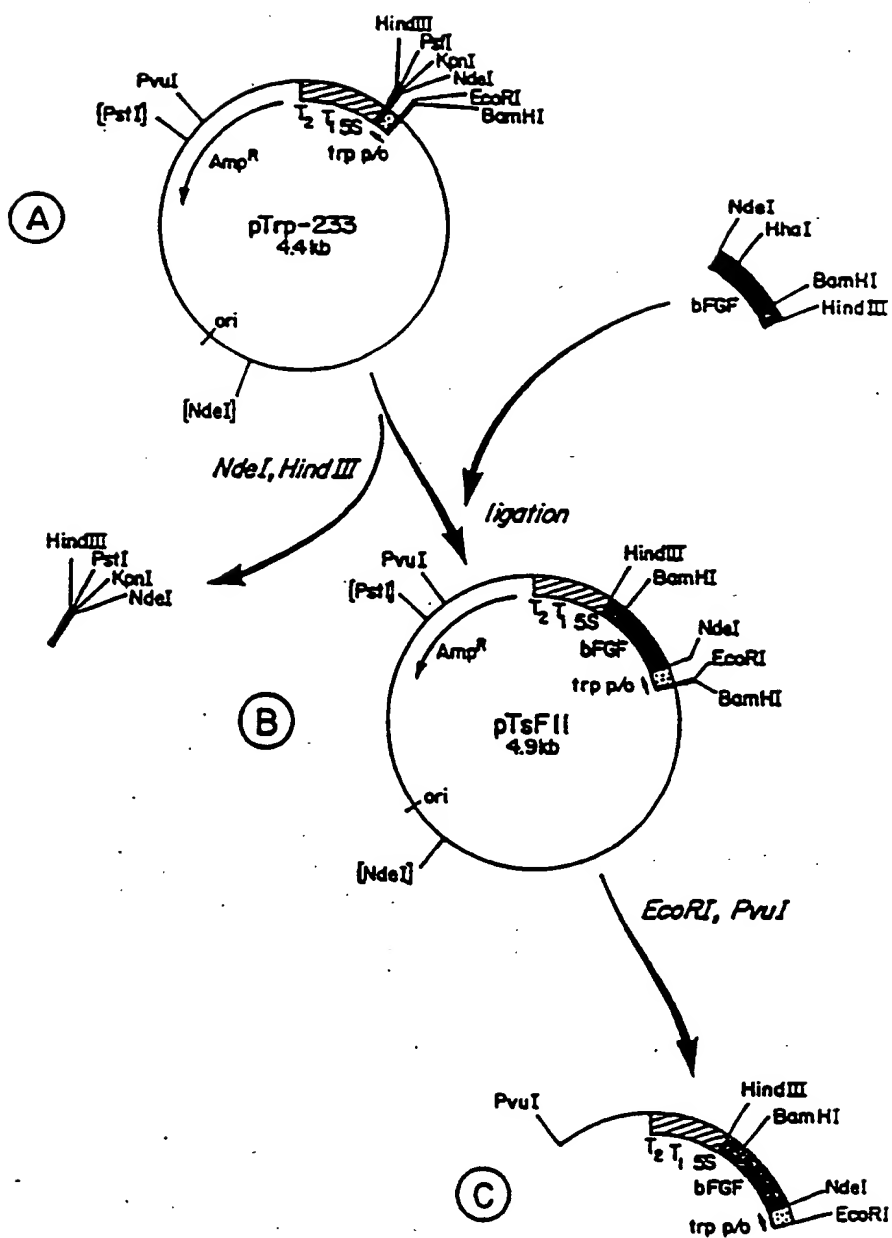 HindIII
PstI
KpnI
NdeI
EcoRI
BamHI
PvuI
[PstI]
T2 T1 5S
trp p/o
AmpR
A
pTrp-233
4.4kb
ori
[NdeI]
NdeI
HhaI
BamHI
HindIII
bFGF
NdeI, HindIII
ligation
HindIII
PstI
KpnI
NdeI
PvuI
[PstI]
HindIII
BamHI
T2 T1 5S
bFGF
NdeI
EcoRI
BamHI
trp p/o
AmpR
B
pTsF11
4.9kb
ori
[NdeI]
EcoRI, PvuI
PvuI
HindIII
BamHI
T2 T1 5S
bFGF
NdeI
EcoRI
trp p/o
C